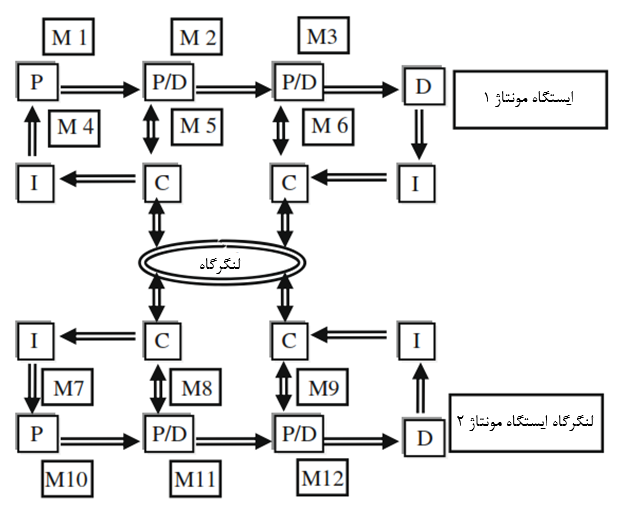 M 1 M 2 M3
P P/D P/D D ایستگاه مونتاژ ۱
M 4 M 5 M 6
I C C I
لنگرگاه
I C C I
M7 M8 M9
P P/D P/D D لنگرگاه ایستگاه مونتاژ ۲
M10 M11 M12